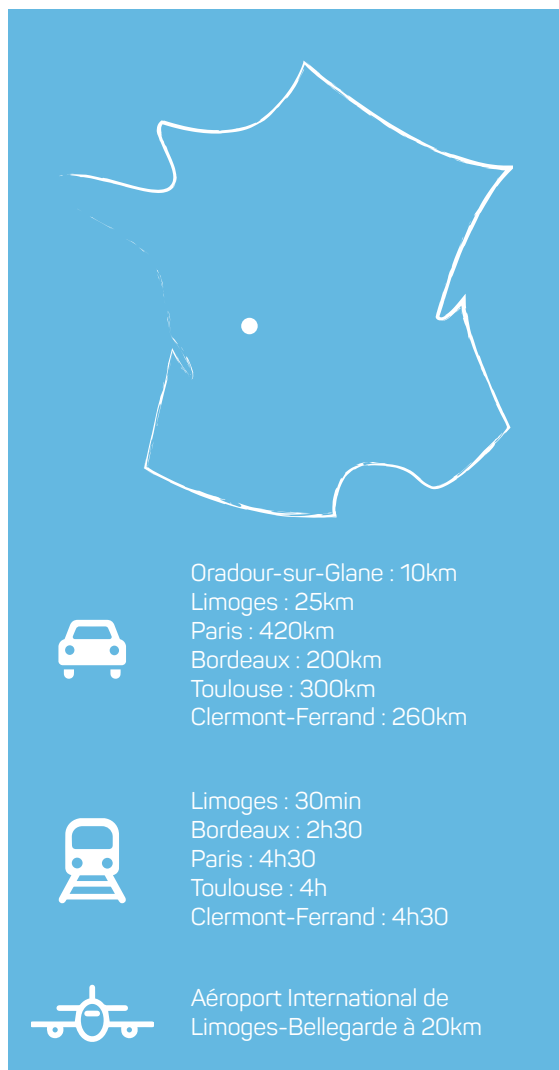 Oradour-sur-Glane : 10km
Limoges : 25km
Paris : 420km
Bordeaux : 200km
Toulouse : 300km
Clermont-Ferrand : 260km
Limoges : 30min
Bordeaux : 2h30
Paris : 4h30
Toulouse : 4h
Clermont-Ferrand : 4h30
Aéroport International de
Limoges-Bellegarde à 20km